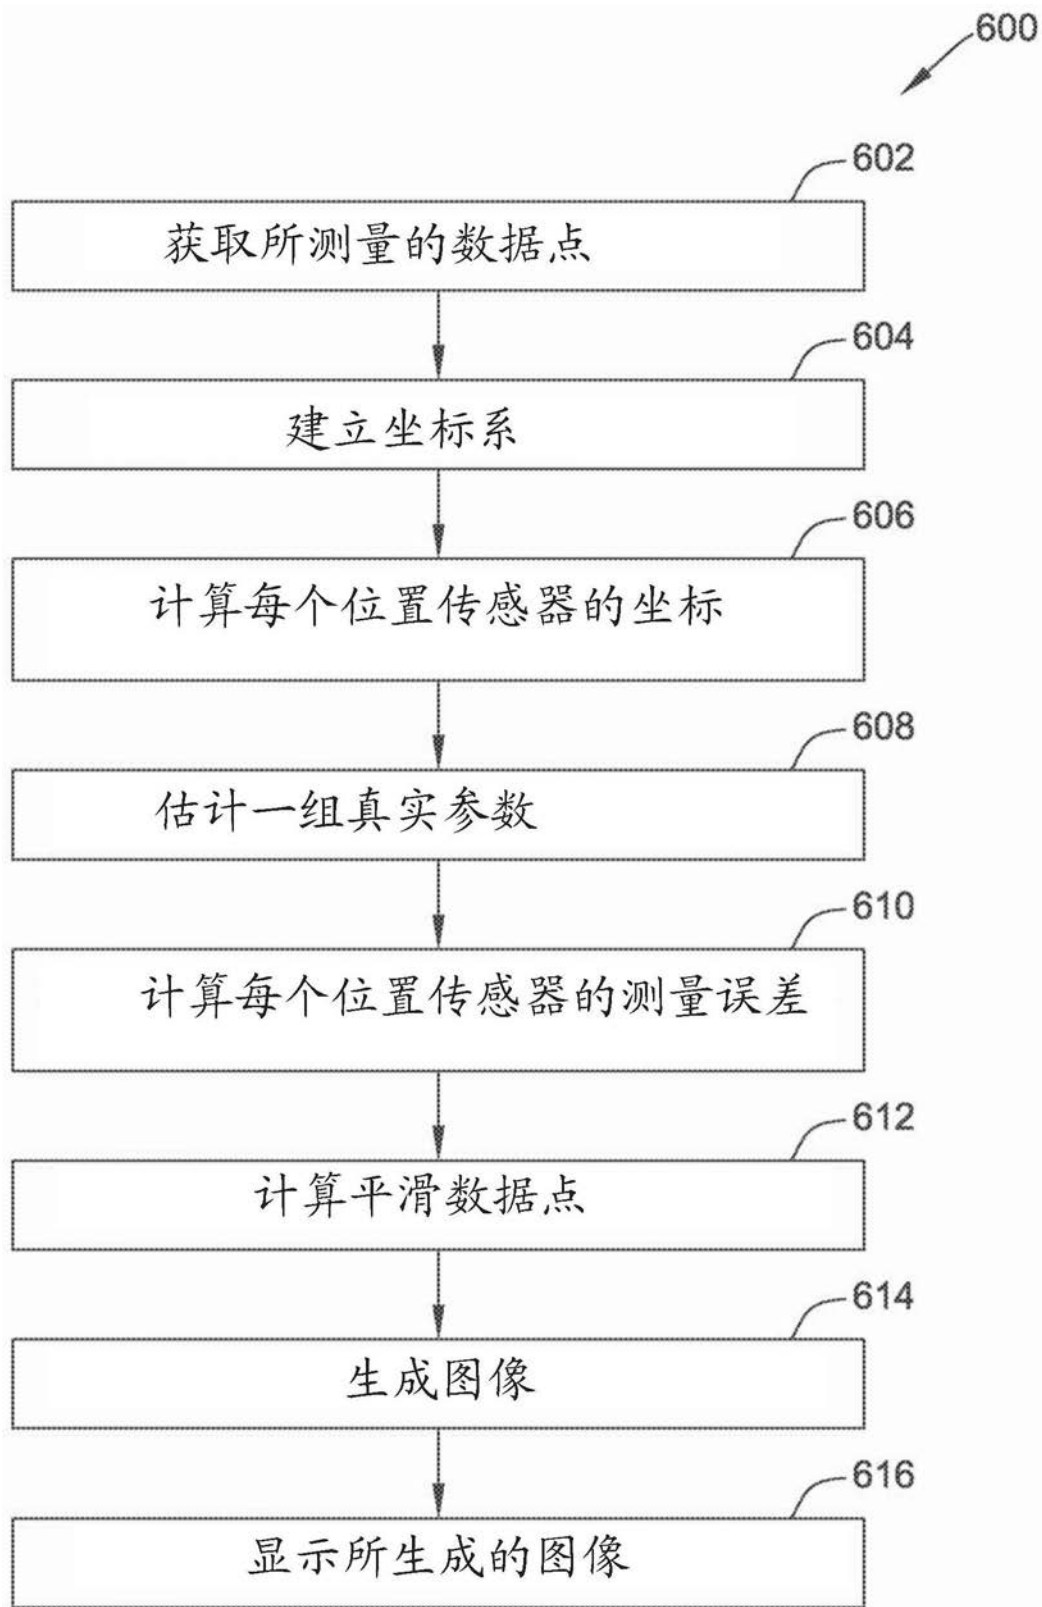 600
602
获取所测量的数据点
604
建立坐标系
606
计算每个位置传感器的坐标
608
估计一组真实参数
610
计算每个位置传感器的测量误差
612
计算平滑数据点
614
生成图像
616
显示所生成的图像